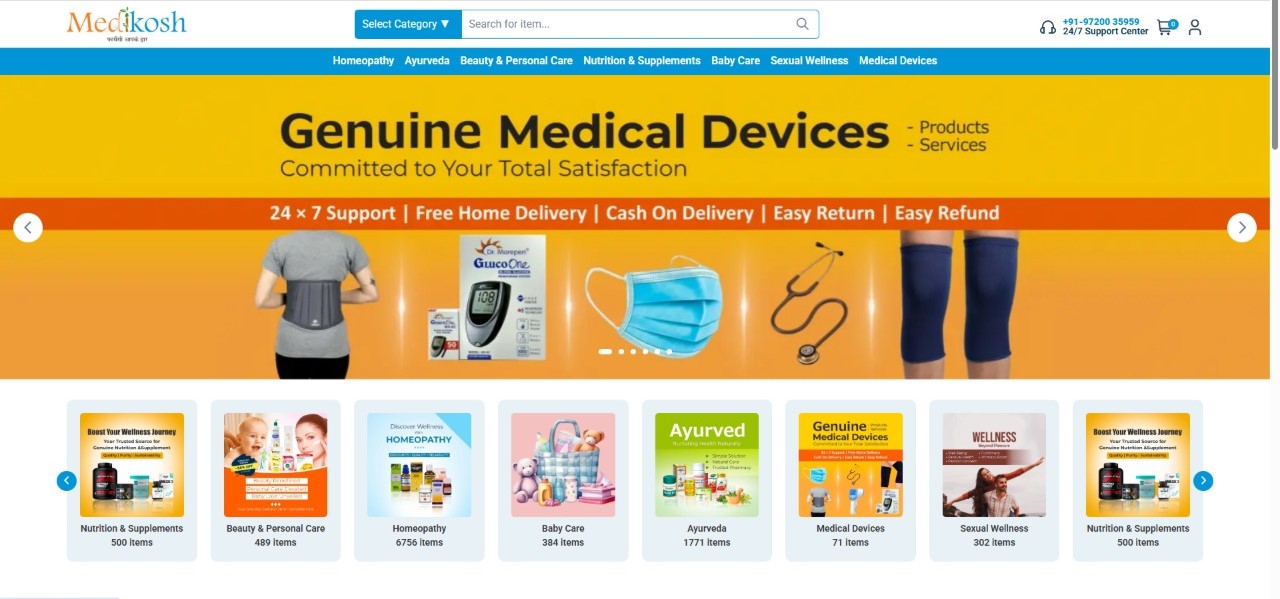 Medikosh
Select Category ▼
Search for item...
+91-97200 35959
24/7 Support Center
0
Homeopathy
Ayurveda
Beauty & Personal Care
Nutrition & Supplements
Baby Care
Sexual Wellness
Medical Devices
Genuine Medical Devices
- Products
- Services
Committed to Your Total Satisfaction
24 × 7 Support | Free Home Delivery | Cash On Delivery | Easy Return | Easy Refund
Dr. Morepen
GlucoOne
108
50
Boost Your Wellness Journey
Your Trusted Source for
Genuine Nutrition &Supplement
Nutrition & Supplements
500 items
Beauty & Personal Care
489 items
Discover Wellness
HOMEOPATHY
Homeopathy
6756 items
Baby Care
384 items
Ayurved
Nurturing Health Naturally
Ayurveda
1771 items
Genuine
Medical Devices
Medical Devices
71 items
WELLNESS
Sexual Wellness
302 items
Boost Your Wellness Journey
Your Trusted Source for
Genuine Nutrition &Supplement
Nutrition & Supplements
500 items